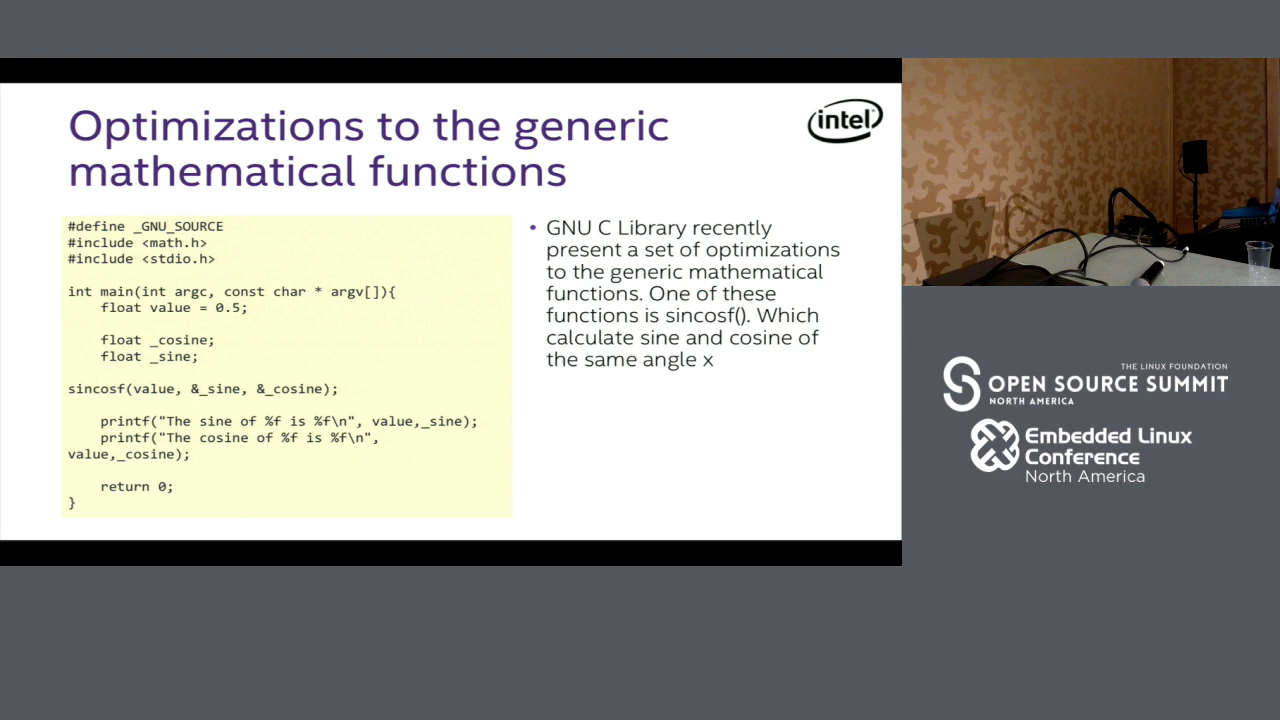 Optimizations to the generic
mathematical functions
intel
#define _GNU_SOURCE
#include <math.h>
#include <stdio.h>
int main(int argc, const char * argv[]){
    float value = 0.5;
    float _cosine;
    float _sine;
sincosf(value, &_sine, &_cosine);
    printf("The sine of %f is %f\n", value,_sine);
    printf("The cosine of %f is %f\n",
value,_cosine);
    return 0;
}
• GNU C Library recently
present a set of optimizations
to the generic mathematical
functions. One of these
functions is sincosf(). Which
calculate sine and cosine of
the same angle x
THE LINUX FOUNDATION
OPEN SOURCE SUMMIT
NORTH AMERICA
Embedded Linux
Conference
North America